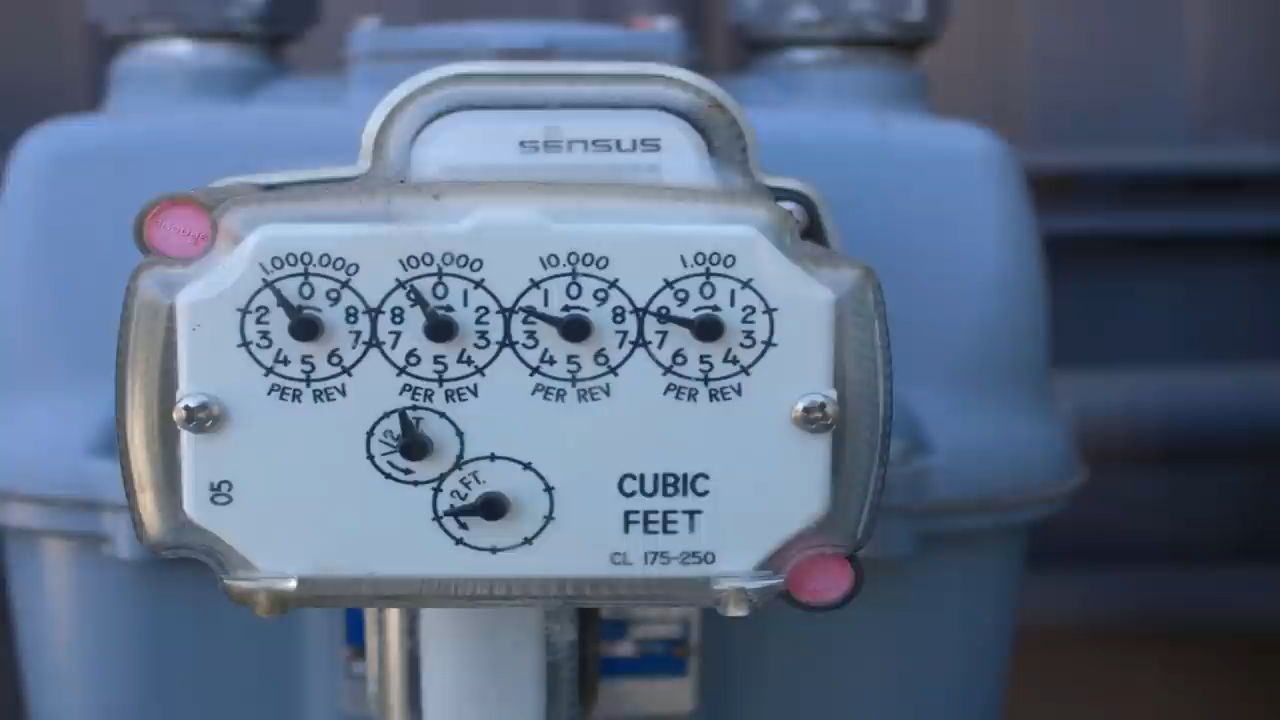 SENSUS
1,000,000 100,000 10,000 1,000
0 9 8 7 6 5 4 3 2
0 1 2 3 4 5 6 7 8 9
0 9 8 7 6 5 4 3 2 1
0 1 2 3 4 5 6 7 8 9
PER REV PER REV PER REV PER REV
1/2
2 FT.
05
CUBIC
FEET
CL 175-250